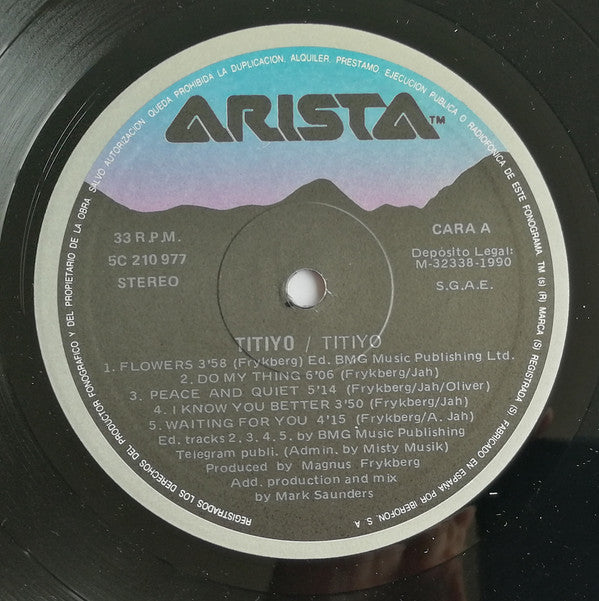 REGISTRADOS LOS DERECHOS DEL PRODUCTOR FONOGRAFICO Y DEL PROPIETARIO DE LA OBRA. SALVO AUTORIZACION, QUEDA PROHIBIDA LA DUPLICACION, ALQUILER, PRESTAMO, EJECUCION PUBLICA O RADIOFONICA DE ESTE FONOGRAMA TM (s) (R) MARCA (S) REGISTRADA (S) FABRICADO EN ESPAÑA POR IBEROFON, S. A.
ARISTA™
33 R.P.M.
5C 210 977
STEREO
CARA A
Depósito Legal:
M-32338-1990
S.G.A.E.
TITIYO / TITIYO
1. FLOWERS 3'58 (Frykberg) Ed. BMG Music Publishing Ltd.
2. DO MY THING 6'06 (Frykberg/Jah)
3. PEACE AND QUIET 5'14 (Frykberg/Jah/Oliver)
4. I KNOW YOU BETTER 3'50 (Frykberg/Jah)
5. WAITING FOR YOU 4'15 (Frykberg/A. Jah)
Ed. tracks 2. 3. 4. 5. by BMG Music Publishing
Telegram publi. (Admin. by Misty Musik)
Produced by Magnus Frykberg
Add. production and mix
by Mark Saunders